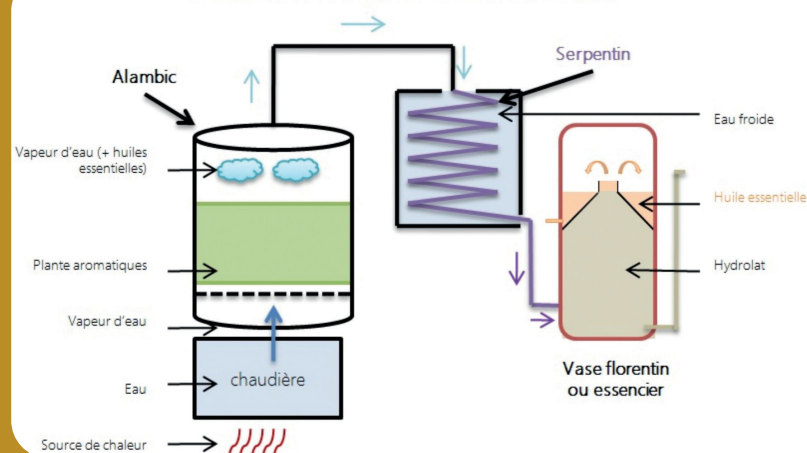 Serpentin
Alambic
Eau froide
Vapeur d'eau (+ huiles
essentielles)
Huile essentielle
Plante aromatiques
Hydrolat
Vapeur d'eau
Vase florentin
ou essencier
chaudière
Eau
Source de chaleur